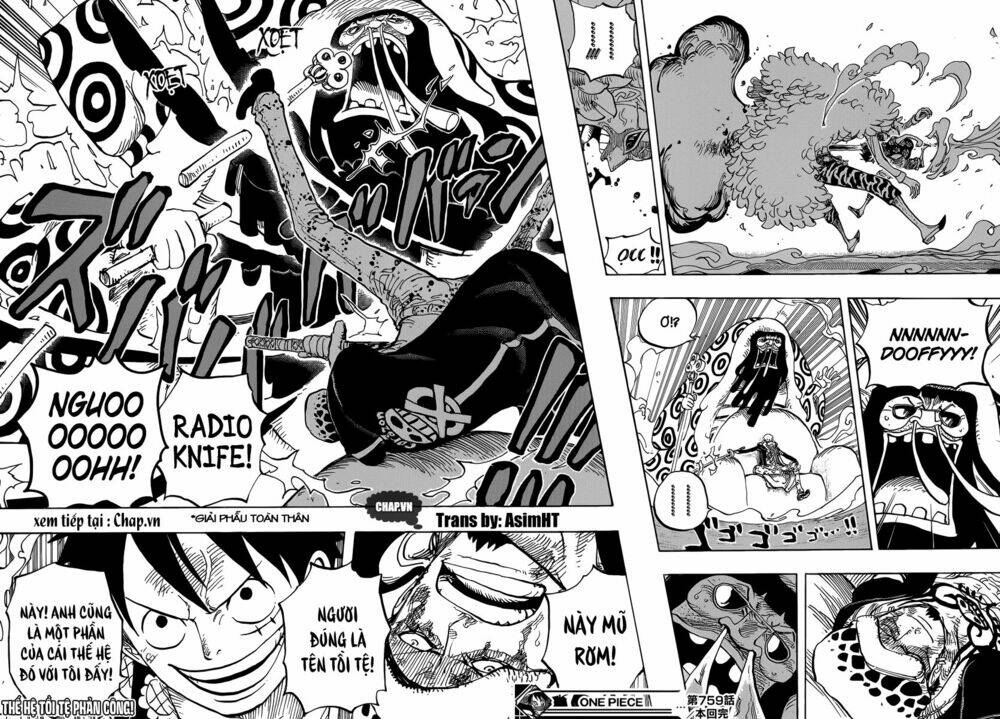 ỌCC !!
NNNNNN-
DOOFFYYY!
Ơ!?
XOẸT
XOẸT
RADIO
KNIFE!
NGUOO
OOOOOO
OOHH!
xem tiếp tại : Chap.vn
*GIẢI PHẪU TOÀN THÂN
CHAP.VN
Trans by: AsimHT
NÀY MŨ
RƠM!
NGƯƠI
ĐÚNG LÀ
TÊN TỒI TỆ!
NÀY! ANH CŨNG
LÀ MỘT PHẦN
CỦA CÁI THẾ HỆ
ĐÓ VỚI TÔI ĐẤY!
THẾ HỆ TỒI TỆ PHẢN CÔNG!
ONE PIECE
第759話
本回完